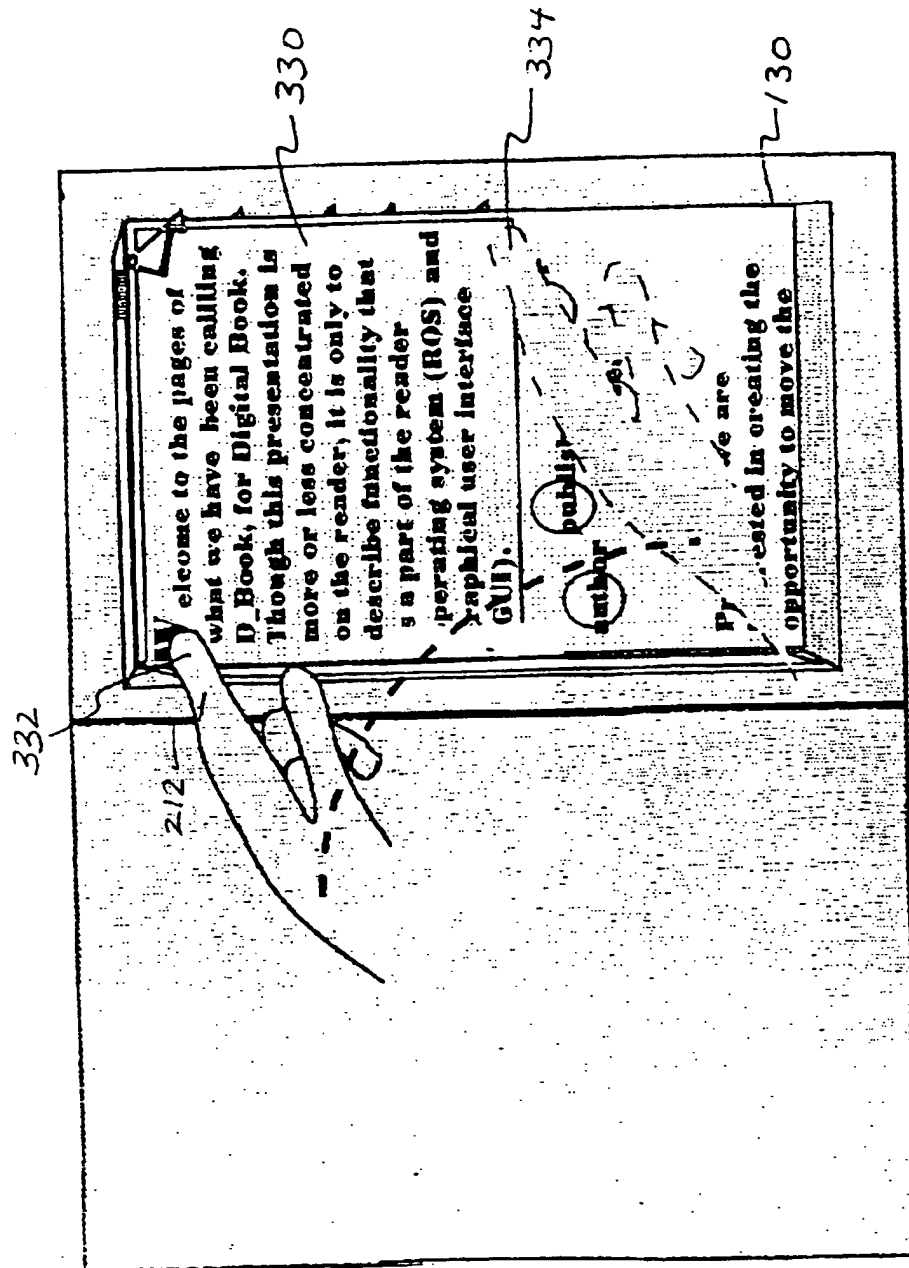 332
212
330
334
130
elcome to the pages of
what we have been callling
D_Book, for Digital Book.
Though this presentation is
more or less concentrated
on the render, it is only to
describe functionality that
s a part of the reader
perating system (ROS) and
raphical user interface
GUI).
author publish
are
ested in creating the
opportunity to move the